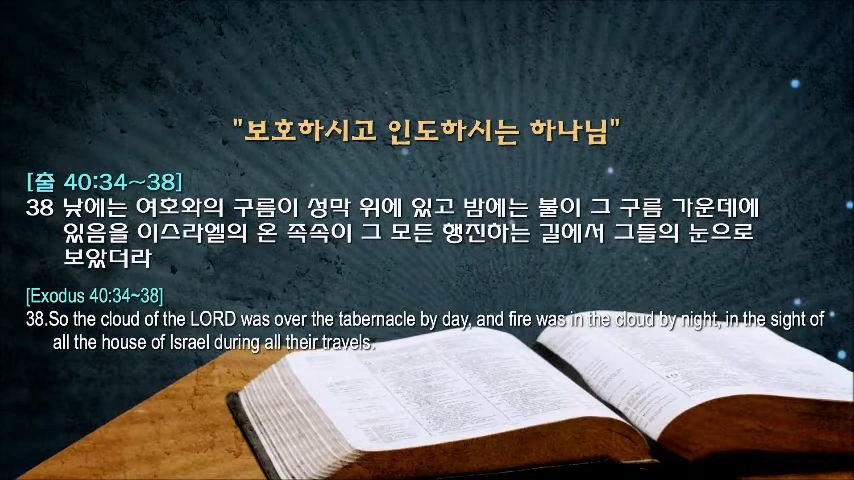 "보호하시고 인도하시는 하나님"
[출 40:34~38]
38 낮에는 여호와의 구름이 성막 위에 있고 밤에는 불이 그 구름 가운데에
있음을 이스라엘의 온 족속이 그 모든 행진하는 길에서 그들의 눈으로
보았더라
[Exodus 40:34~38]
38.So the cloud of the LORD was over the tabernacle by day, and fire was in the cloud by night, in the sight of
all the house of Israel during all their travels.